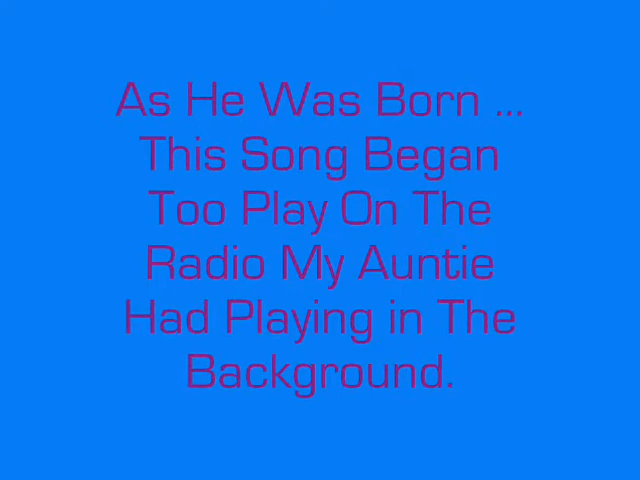 As He Was Born ...
This Song Began
Too Play On The
Radio My Auntie
Had Playing in The
Background.